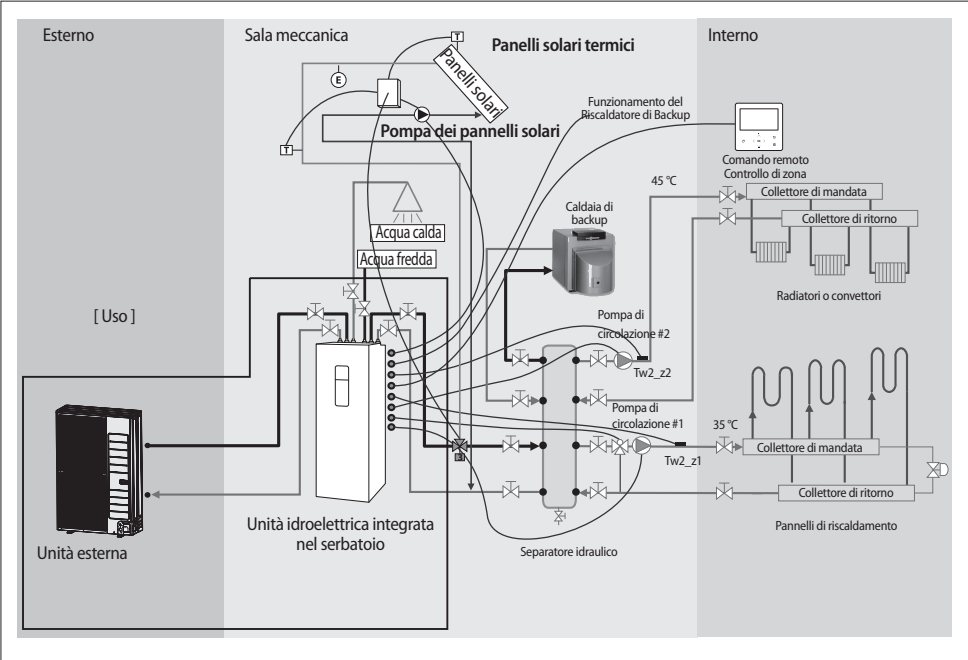 Esterno
Sala meccanica
Interno
T
Panelli solari termici
Panelli solari
E
Funzionamento del
Riscaldatore di Backup
Pompa dei pannelli solari
T
Comando remoto
Controllo di zona
45 °C
Collettore di mandata
Collettore di ritorno
Caldaia di
backup
Acqua calda
Acqua fredda
Radiatori o convettori
[ Uso ]
Pompa di
circolazione #2
Tw2_z2
Pompa di
circolazione #1
35 °C
Tw2_z1
Collettore di mandata
Collettore di ritorno
Unità idroelettrica integrata
nel serbatoio
Separatore idraulico
Pannelli di riscaldamento
Unità esterna